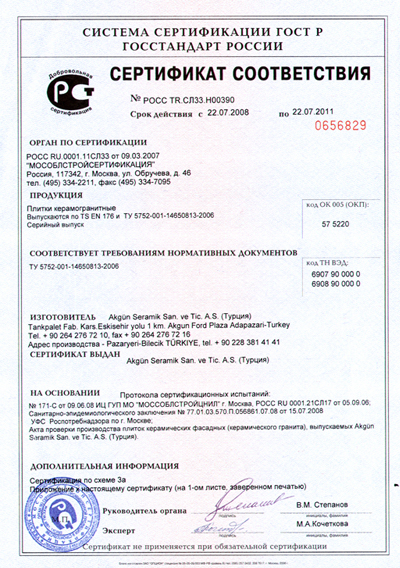 СИСТЕМА СЕРТИФИКАЦИИ ГОСТ Р
ГОССТАНДАРТ РОССИИ
Добровольная
сертификация
СЕРТИФИКАТ СООТВЕТСТВИЯ
№ РОСС TR.СЛ33.Н00390
Срок действия с 22.07.2008 по 22.07.2011
0656829
ОРГАН ПО СЕРТИФИКАЦИИ
РОСС RU.0001.11СЛ33 от 09.03.2007
"МОСОБЛСТРОЙСЕРТИФИКАЦИЯ"
Россия, 117342, г. Москва, ул. Обручева, д. 46
тел. (495) 334-2211, факс (495) 334-7095
ПРОДУКЦИЯ
Плитки керамогранитные
Выпускаются по TS EN 176 и ТУ 5752-001-14650813-2006
Серийный выпуск
код ОК 005 (ОКП):
57 5220
СООТВЕТСТВУЕТ ТРЕБОВАНИЯМ НОРМАТИВНЫХ ДОКУМЕНТОВ
ТУ 5752-001-14650813-2006
код ТН ВЭД:
6907 90 000 0
6908 90 000 0
ИЗГОТОВИТЕЛЬ Akgün Seramik San. ve Tic. A.S. (Турция)
Tankpalet Fab. Kars.Eskisehir yolu 1 km. Akgun Ford Plaza Adapazari-Turkey
Tel. + 90 264 276 72 10, fax + 90 264 276 72 16
Адрес производства - Pazaryeri-Bilecik TÜRKIYE, tel + 90 228 381 41 41
СЕРТИФИКАТ ВЫДАН Akgün Seramik San. ve Tic. A.S. (Турция)
НА ОСНОВАНИИ Протокола сертификационных испытаний:
№ 171-С от 09.06.08 ИЦ ГУП МО "МОСОБЛСТРОЙЦНИЛ" г. Москва, РОСС RU 0001.21СЛ17 от 05.09.06;
Санитарно-эпидемиологического заключения № 77.01.03.570.П.056861.07.08 от 15.07.2008
УФС Роспотребнадзора по г. Москве;
Акта проверки производства плиток керамических фасадных (керамического гранита), выпускаемых Akgün
Seramik San. ve Tic. A.S. (Турция)
ДОПОЛНИТЕЛЬНАЯ ИНФОРМАЦИЯ
Сертификация по схеме 3а
Приложение к настоящему сертификату (на 1-ом листе, заверенном печатью)
Руководитель органа
В.М. Степанов
подпись
инициалы, фамилия
Эксперт
М.А.Кочеткова
подпись
инициалы, фамилия
М.П.
Сертификат не применяется при обязательной сертификации